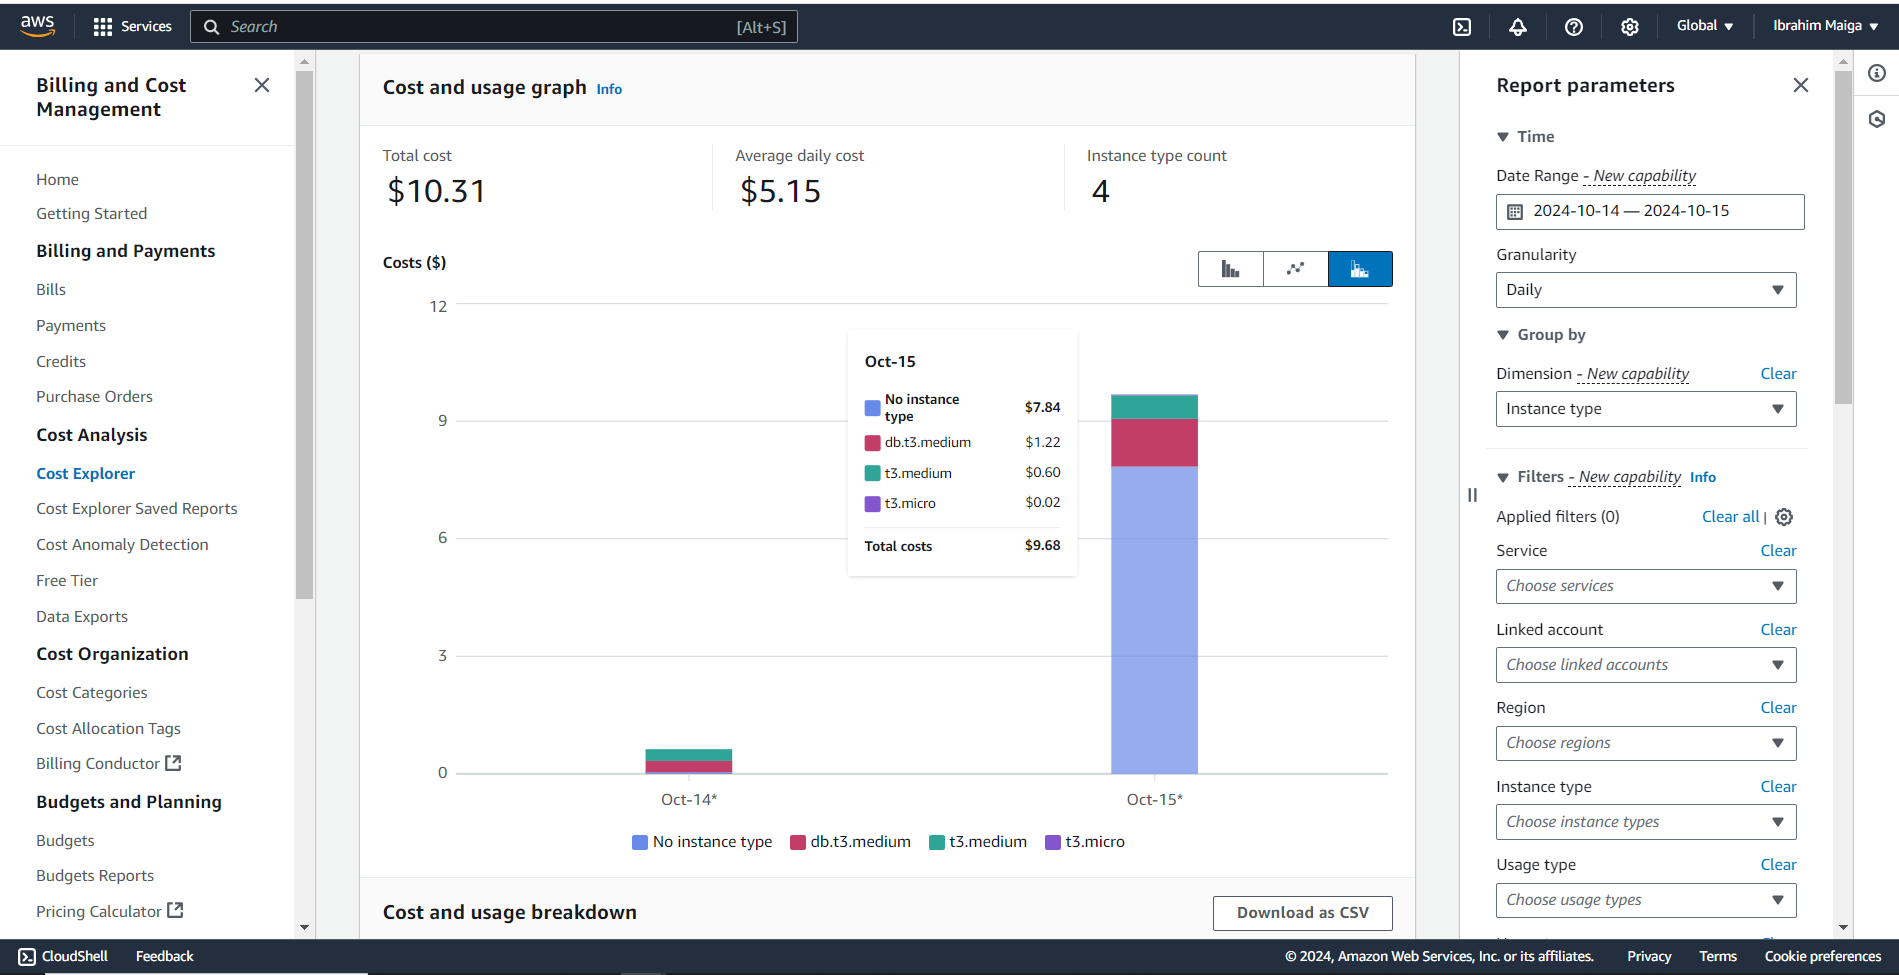 aws
Services
Search
[Alt+S]
Global
Ibrahim Maiga
Billing and Cost
Management
Home
Getting Started
Billing and Payments
Bills
Payments
Credits
Purchase Orders
Cost Analysis
Cost Explorer
Cost Explorer Saved Reports
Cost Anomaly Detection
Free Tier
Data Exports
Cost Organization
Cost Categories
Cost Allocation Tags
Billing Conductor
Budgets and Planning
Budgets
Budgets Reports
Pricing Calculator
Cost and usage graph Info
Total cost
$10.31
Average daily cost
$5.15
Instance type count
4
Costs ($)
12
9
6
3
0
Oct-15
No instance
type
$7.84
db.t3.medium $1.22
t3.medium $0.60
t3.micro $0.02
Total costs $9.68
Oct-14*
Oct-15*
No instance type db.t3.medium t3.medium t3.micro
Cost and usage breakdown
Download as CSV
Report parameters
Time
Date Range - New capability
2024-10-14 — 2024-10-15
Granularity
Daily
Group by
Dimension - New capability Clear
Instance type
Filters - New capability Info
Applied filters (0) Clear all |
Service Clear
Choose services
Linked account Clear
Choose linked accounts
Region Clear
Choose regions
Instance type Clear
Choose instance types
Usage type Clear
Choose usage types
CloudShell
Feedback
© 2024, Amazon Web Services, Inc. or its affiliates.
Privacy
Terms
Cookie preferences